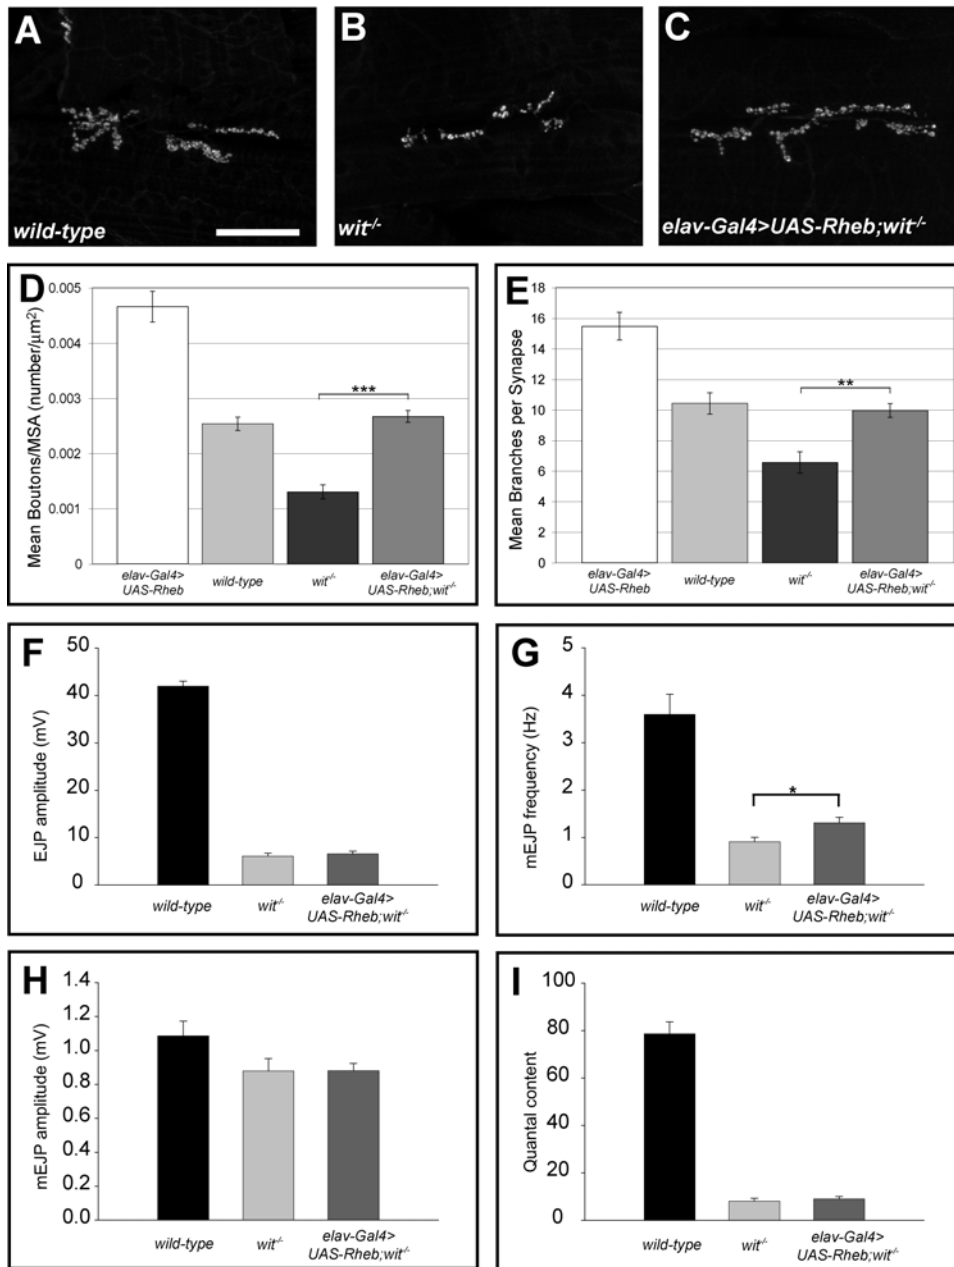 A
wild-type
B
wit-/-
C
elav-Gal4>UAS-Rheb;wit-/-
D
Mean Boutons/MSA (number/µm²)
0.005
0.004
0.003
0.002
0.001
0
***
elav-Gal4>
UAS-Rheb
wild-type
wit-/-
elav-Gal4>
UAS-Rheb;wit-/-
E
Mean Branches per Synapse
18
16
14
12
10
8
6
4
2
0
**
elav-Gal4>
UAS-Rheb
wild-type
wit-/-
elav-Gal4>
UAS-Rheb;wit-/-
F
EJP amplitude (mV)
50
40
30
20
10
0
wild-type
wit-/-
elav-Gal4>
UAS-Rheb;wit-/-
G
mEJP frequency (Hz)
5
4
3
2
1
0
*
wild-type
wit-/-
elav-Gal4>
UAS-Rheb;wit-/-
H
mEJP amplitude (mV)
1.4
1.2
1.0
0.8
0.6
0.4
0.2
0.0
wild-type
wit-/-
elav-Gal4>
UAS-Rheb;wit-/-
I
Quantal content
100
80
60
40
20
0
wild-type
wit-/-
elav-Gal4>
UAS-Rheb;wit-/-